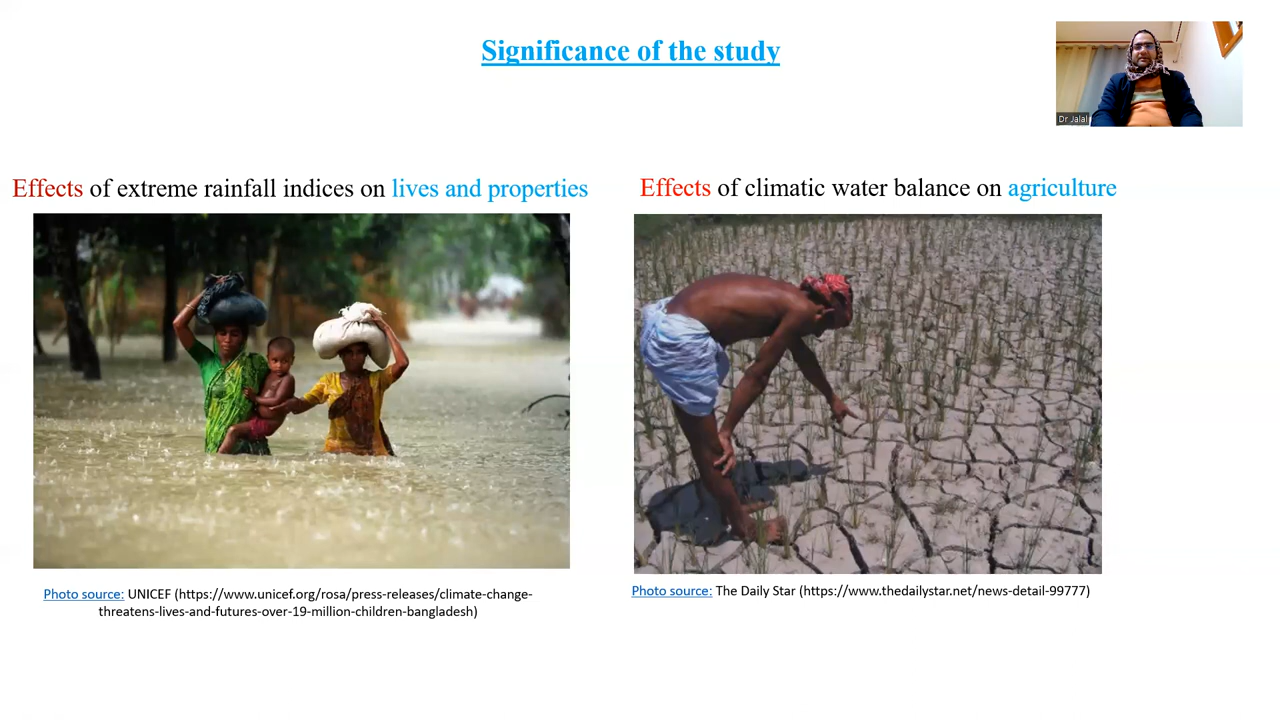 Significance of the study
Dr Jalal
Effects of extreme rainfall indices on lives and properties
Effects of climatic water balance on agriculture
Photo source: UNICEF (https://www.unicef.org/rosa/press-releases/climate-change-
threatens-lives-and-futures-over-19-million-children-bangladesh)
Photo source: The Daily Star (https://www.thedailystar.net/news-detail-99777)